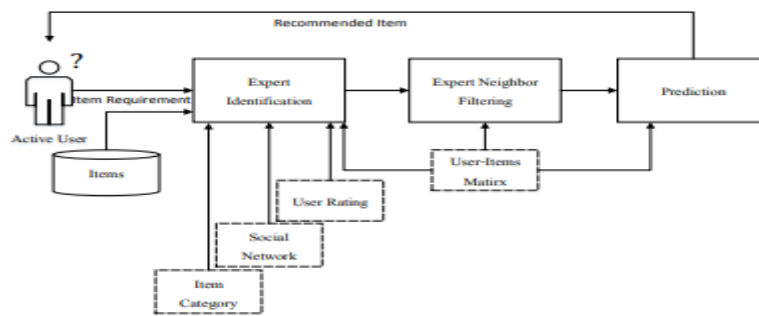 Recommended Item
?
Expert
Identification
Expert Neighbor
Filtering
Prediction
Item Requirement
Active User
Items
User-Items
Matirx
User Rating
Social
Network
Item
Category